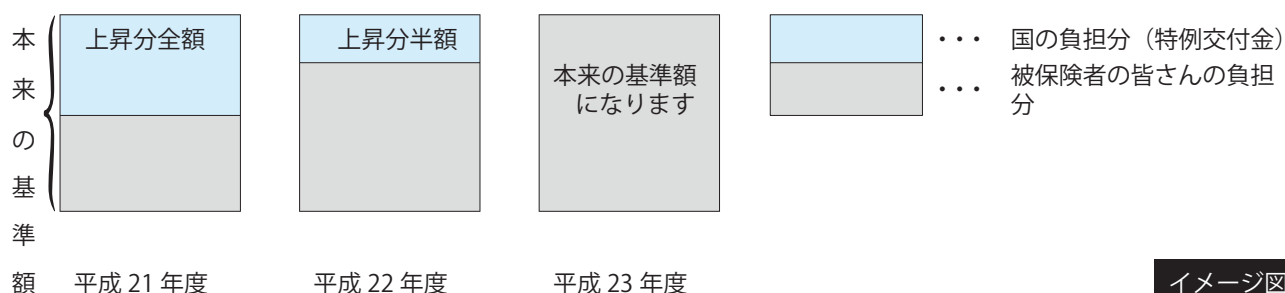 本来の基準額
上昇分全額
上昇分半額
本来の基準額
になります
・・・ 国の負担分（特例交付金）
・・・ 被保険者の皆さんの負担
分
平成 21 年度
平成 22 年度
平成 23 年度
イメージ図